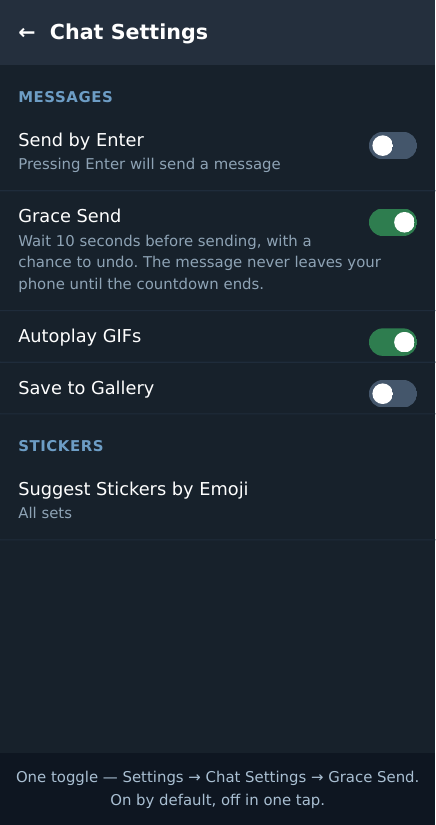 ← Chat Settings
MESSAGES
Send by Enter
Pressing Enter will send a message
Grace Send
Wait 10 seconds before sending, with a
chance to undo. The message never leaves your
phone until the countdown ends.
Autoplay GIFs
Save to Gallery
STICKERS
Suggest Stickers by Emoji
All sets
One toggle — Settings → Chat Settings → Grace Send.
On by default, off in one tap.